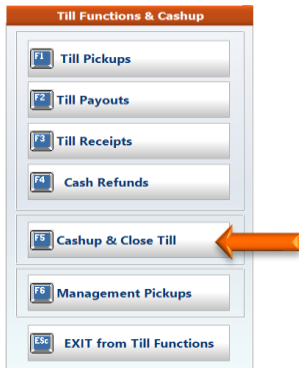 Till Functions & Cashup
F1 Till Pickups
F2 Till Payouts
F3 Till Receipts
F4 Cash Refunds
F5 Cashup & Close Till
F6 Management Pickups
ESc EXIT from Till Functions